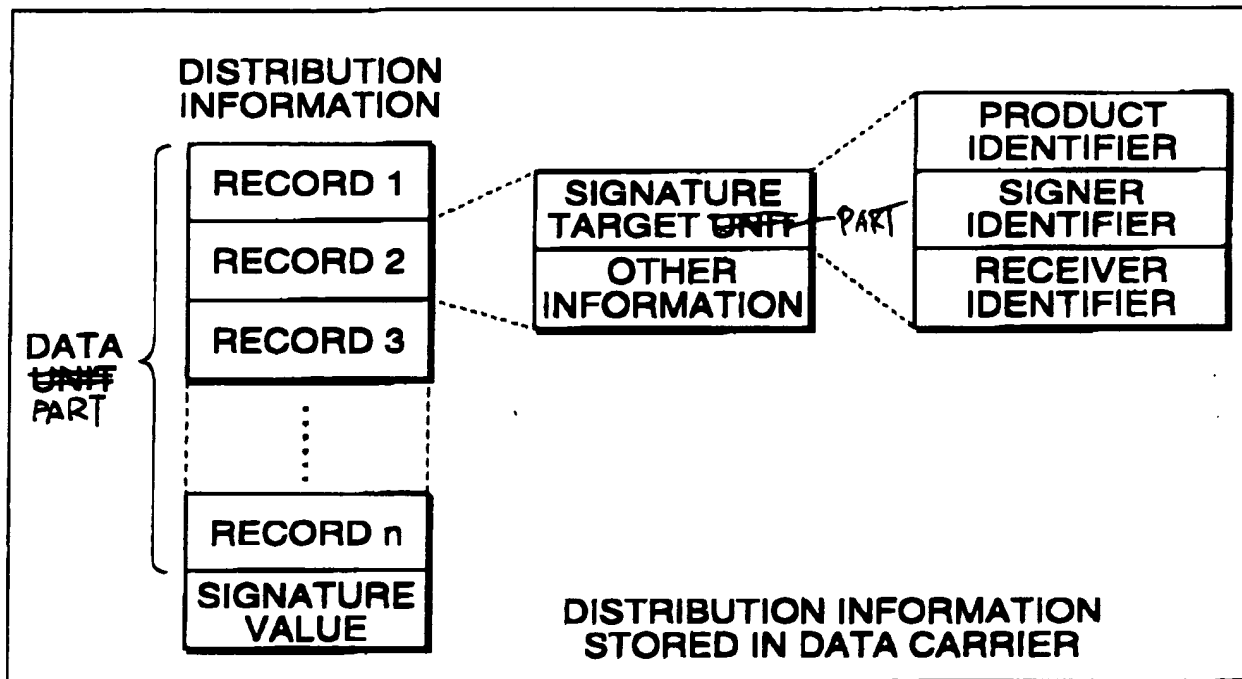 DISTRIBUTION
INFORMATION
RECORD 1
RECORD 2
RECORD 3
RECORD n
SIGNATURE
VALUE
DATA
UNIT
PART
SIGNATURE
TARGET UNIT PART
OTHER
INFORMATION
PRODUCT
IDENTIFIER
SIGNER
IDENTIFIER
RECEIVER
IDENTIFIER
DISTRIBUTION INFORMATION
STORED IN DATA CARRIER